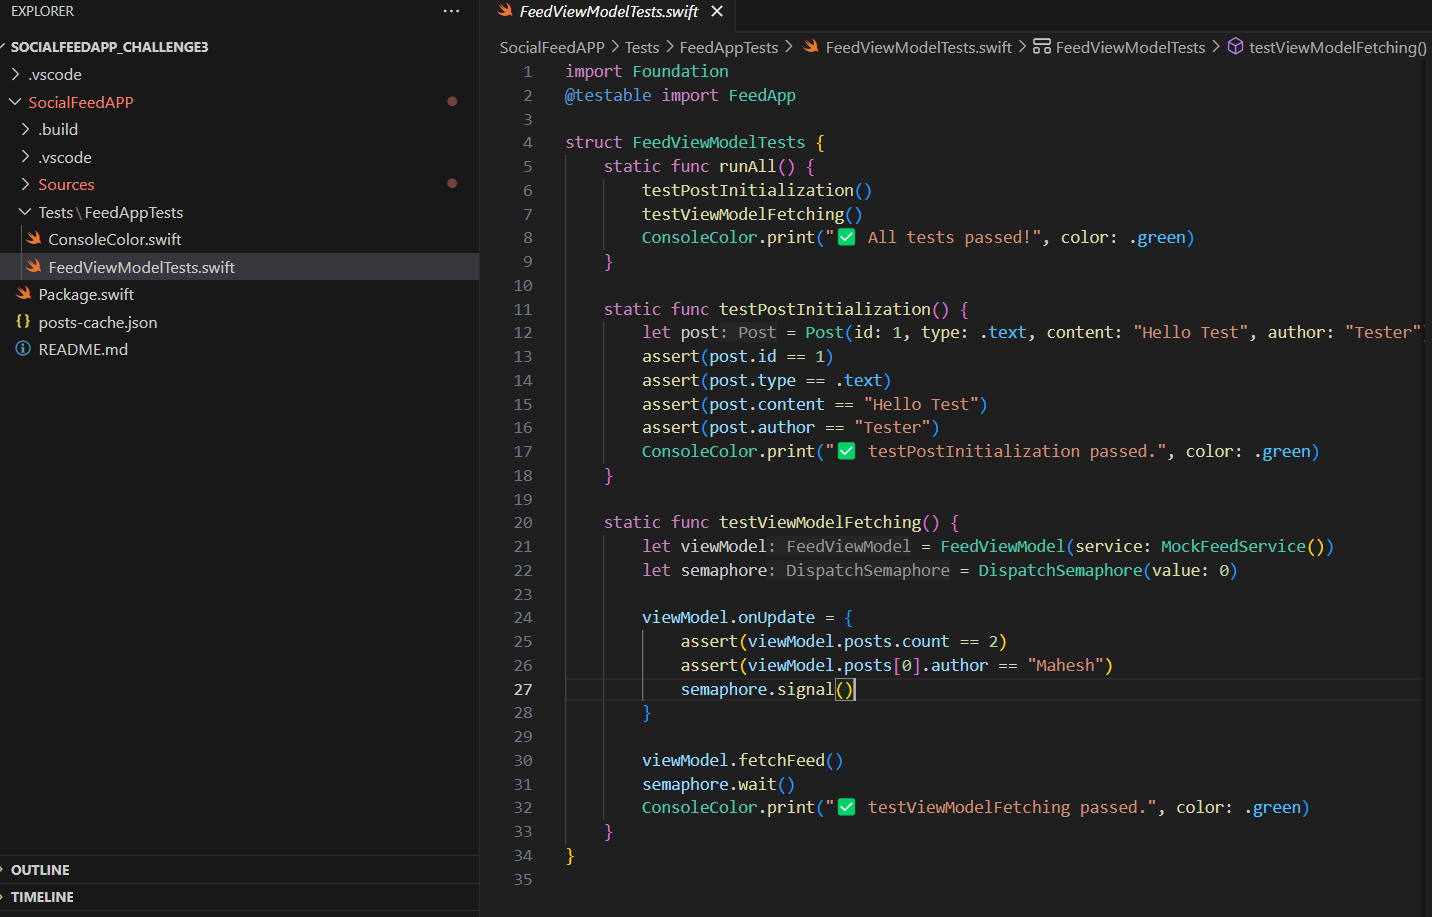 EXPLORER
SOCIALFEEDAPP_CHALLENGE3
.vscode
SocialFeedAPP
.build
.vscode
Sources
Tests\FeedAppTests
ConsoleColor.swift
FeedViewModelTests.swift
Package.swift
posts-cache.json
README.md
OUTLINE
TIMELINE
FeedViewModelTests.swift
SocialFeedAPP > Tests > FeedAppTests > FeedViewModelTests.swift > FeedViewModelTests > testViewModelFetching()
1 import Foundation
2 @testable import FeedApp
3
4 struct FeedViewModelTests {
5 static func runAll() {
6 testPostInitialization()
7 testViewModelFetching()
8 ConsoleColor.print("✅ All tests passed!", color: .green)
9 }
10
11 static func testPostInitialization() {
12 let post: Post = Post(id: 1, type: .text, content: "Hello Test", author: "Tester")
13 assert(post.id == 1)
14 assert(post.type == .text)
15 assert(post.content == "Hello Test")
16 assert(post.author == "Tester")
17 ConsoleColor.print("✅ testPostInitialization passed.", color: .green)
18 }
19
20 static func testViewModelFetching() {
21 let viewModel: FeedViewModel = FeedViewModel(service: MockFeedService())
22 let semaphore: DispatchSemaphore = DispatchSemaphore(value: 0)
23
24 viewModel.onUpdate = {
25 assert(viewModel.posts.count == 2)
26 assert(viewModel.posts[0].author == "Mahesh")
27 semaphore.signal()
28 }
29
30 viewModel.fetchFeed()
31 semaphore.wait()
32 ConsoleColor.print("✅ testViewModelFetching passed.", color: .green)
33 }
34 }
35